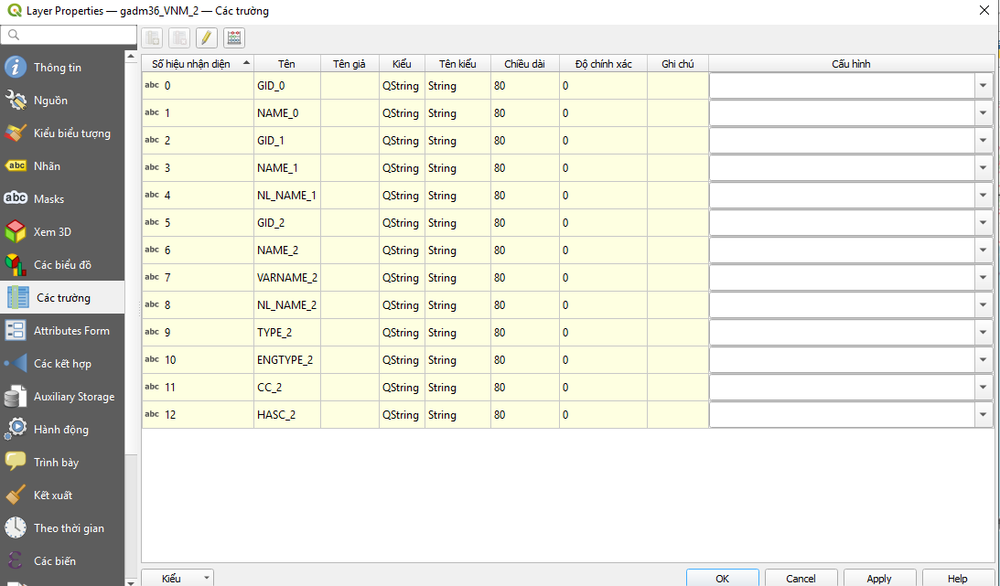 Layer Properties — gadm36_VNM_2 — Các trường
Thông tin
Nguồn
Kiểu biểu tượng
abc Nhãn
abc Masks
Xem 3D
Các biểu đồ
Các trường
Attributes Form
Các kết hợp
Auxiliary Storage
Hành động
Trình bày
Kết xuất
Theo thời gian
Các biến
Số hiệu nhận diện Tên Tên giả Kiểu Tên kiểu Chiều dài Độ chính xác Ghi chú Cấu hình
abc 0 GID_0 QString String 80 0
abc 1 NAME_0 QString String 80 0
abc 2 GID_1 QString String 80 0
abc 3 NAME_1 QString String 80 0
abc 4 NL_NAME_1 QString String 80 0
abc 5 GID_2 QString String 80 0
abc 6 NAME_2 QString String 80 0
abc 7 VARNAME_2 QString String 80 0
abc 8 NL_NAME_2 QString String 80 0
abc 9 TYPE_2 QString String 80 0
abc 10 ENGTYPE_2 QString String 80 0
abc 11 CC_2 QString String 80 0
abc 12 HASC_2 QString String 80 0
Kiểu OK Cancel Apply Help